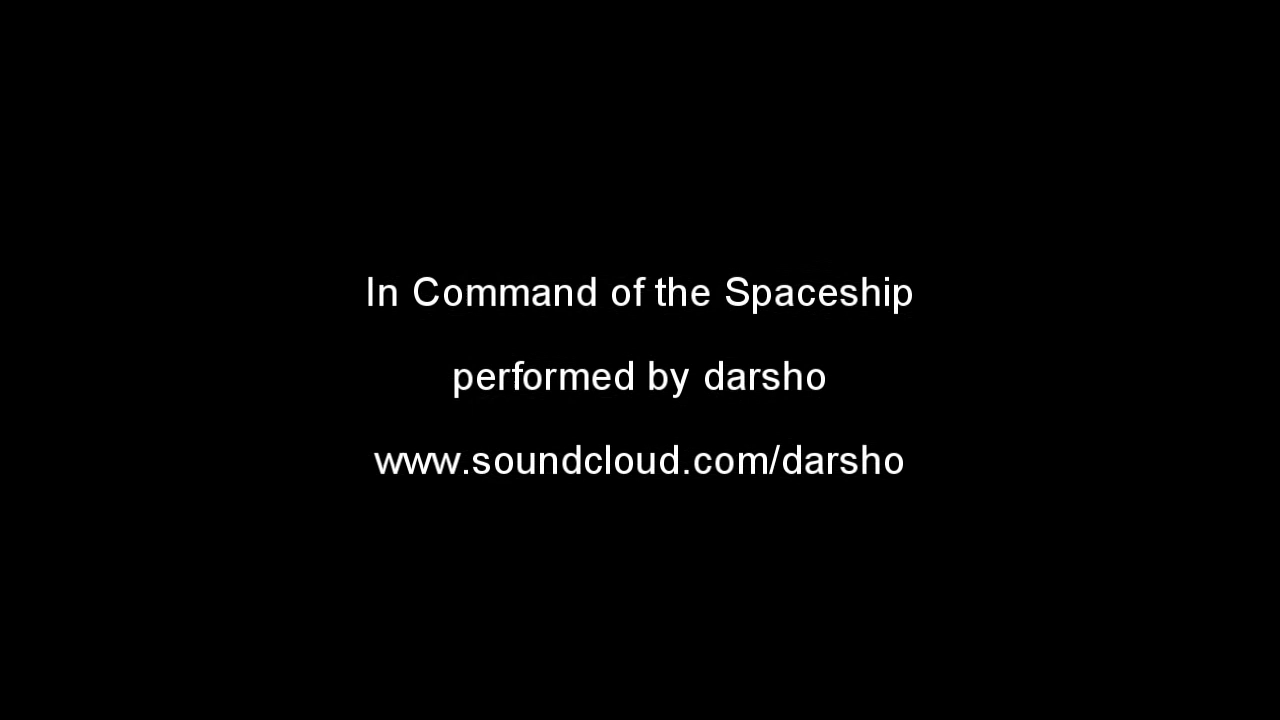 In Command of the Spaceship
performed by darsho
www.soundcloud.com/darsho